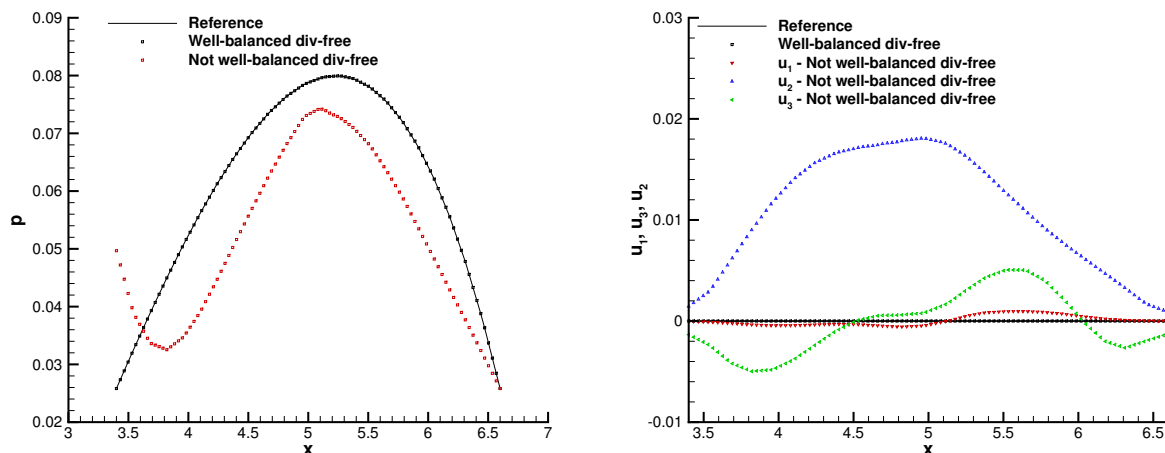 0.09
0.08
0.07
0.06
0.05
0.04
0.03
0.02
p
3
3.5
4
4.5
5
5.5
6
6.5
7
x
Reference
Well-balanced div-free
Not well-balanced div-free
0.03
0.02
0.01
0
-0.01
u₁, u₃, u₂
3.5
4
4.5
5
5.5
6
6.5
x
Reference
Well-balanced div-free
u₁ - Not well-balanced div-free
u₂ - Not well-balanced div-free
u₃ - Not well-balanced div-free